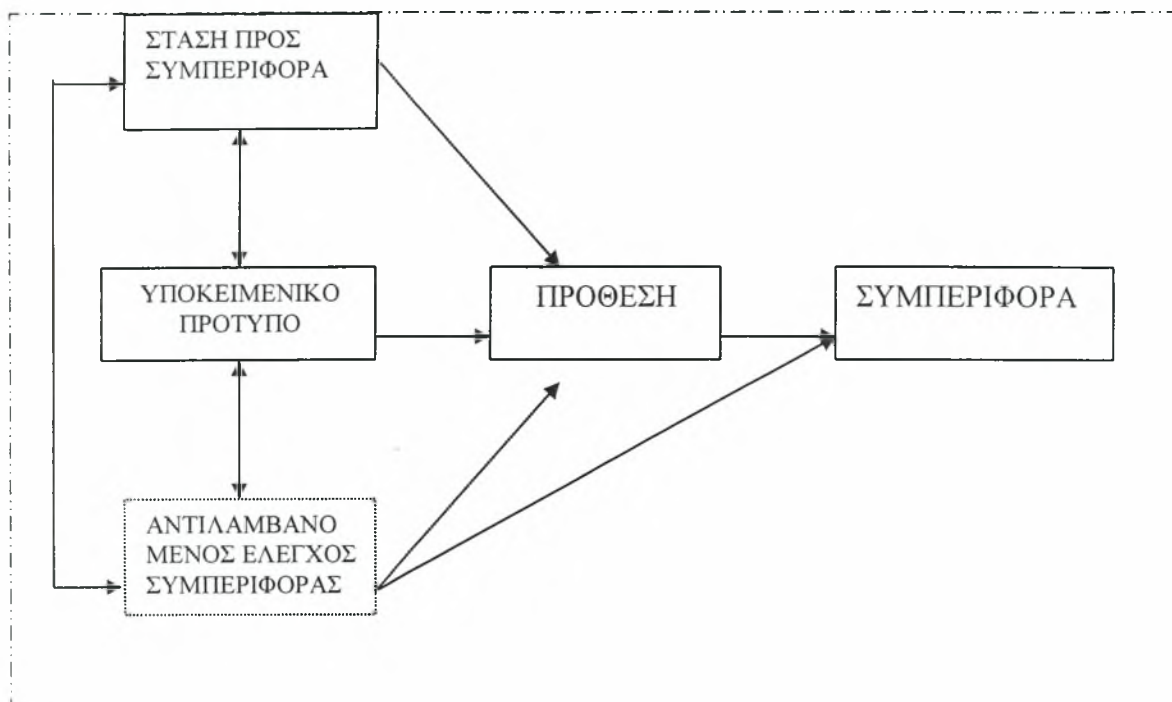 ΣΤΑΣΗ ΠΡΟΣ
ΣΥΜΠΕΡΙΦΟΡΑ
ΥΠΟΚΕΙΜΕΝΙΚΟ
ΠΡΟΤΥΠΟ
ΠΡΟΘΕΣΗ
ΣΥΜΠΕΡΙΦΟΡΑ
ΑΝΤΙΛΑΜΒΑΝΟ
ΜΕΝΟΣ ΕΛΕΓΧΟΣ
ΣΥΜΠΕΡΙΦΟΡΑΣ